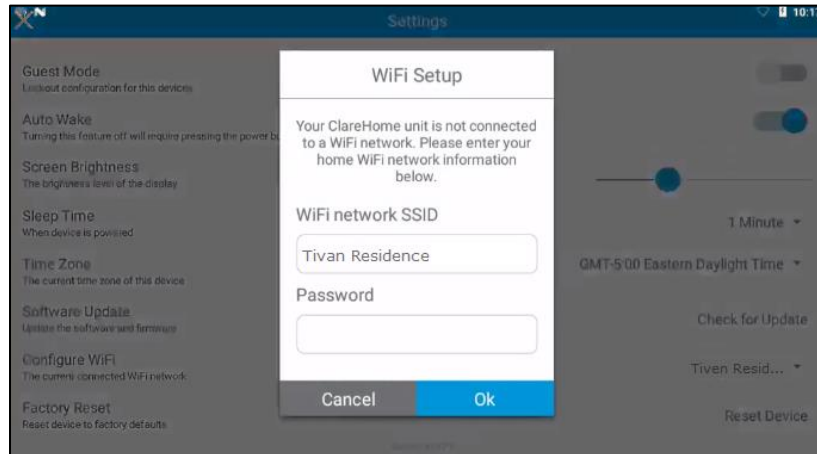 Settings
10:17
Guest Mode
Lockout configuration for this devices
Auto Wake
Turning this feature off will require pressing the power bu
Screen Brightness
The brightness level of the display
Sleep Time
When device is powered
1 Minute
Time Zone
The current time zone of this device
GMT-5:00 Eastern Daylight Time
Software Update
Update the software and firmware
Check for Update
Configure WiFi
The current connected WiFi network
Tiven Resid...
Factory Reset
Reset device to factory defaults
Reset Device
WiFi Setup
Your ClareHome unit is not connected
to a WiFi network. Please enter your
home WiFi network information
below.
WiFi network SSID
Tivan Residence
Password
Cancel
Ok